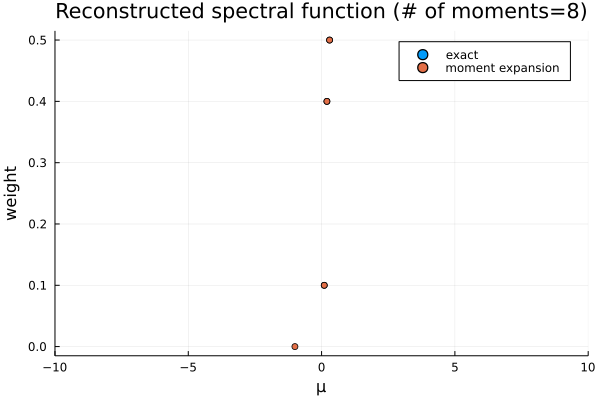 Reconstructed spectral function (# of moments=8)
exact
moment expansion
weight
0.5
0.4
0.3
0.2
0.1
0.0
−10
−5
0
5
10
μ